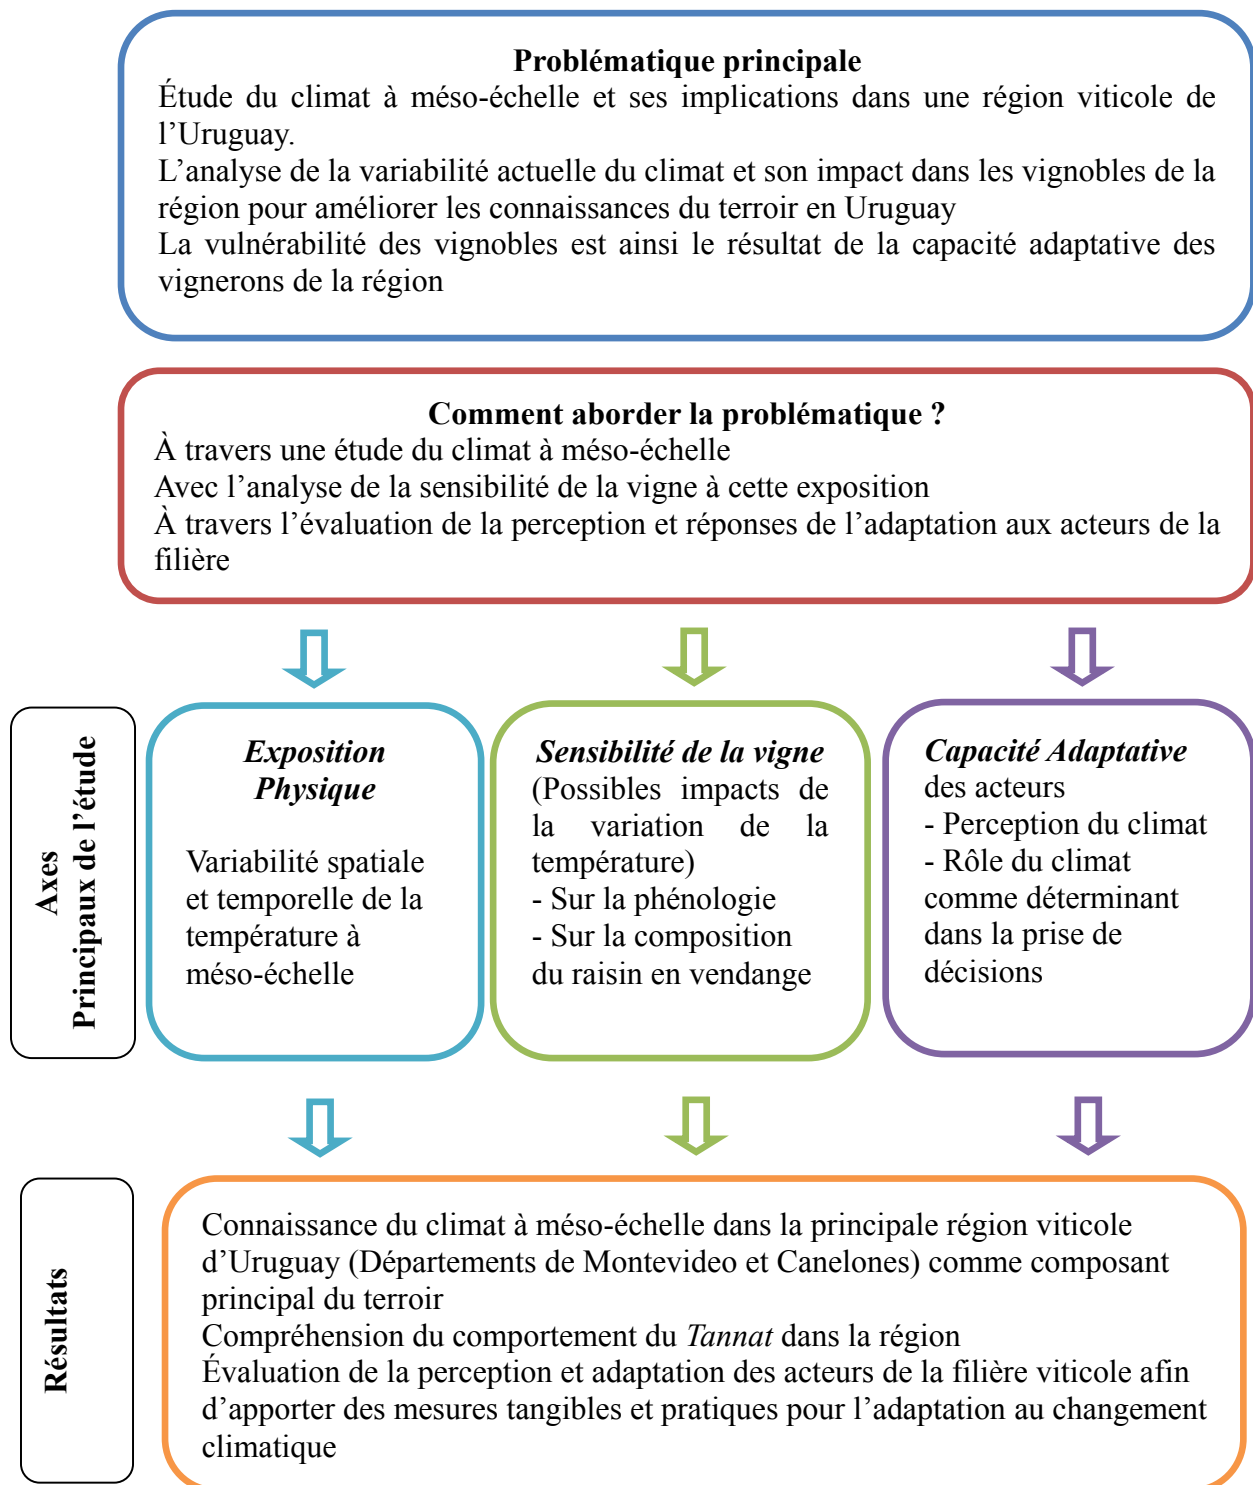 Problématique principale
Étude du climat à méso-échelle et ses implications dans une région viticole de
l’Uruguay.
L’analyse de la variabilité actuelle du climat et son impact dans les vignobles de la
région pour améliorer les connaissances du terroir en Uruguay
La vulnérabilité des vignobles est ainsi le résultat de la capacité adaptative des
vignerons de la région
Comment aborder la problématique ?
À travers une étude du climat à méso-échelle
Avec l’analyse de la sensibilité de la vigne à cette exposition
À travers l’évaluation de la perception et réponses de l’adaptation aux acteurs de la
filière
Axes
Principaux de l’étude
Exposition
Physique
Variabilité spatiale
et temporelle de la
température à
méso-échelle
Sensibilité de la vigne
(Possibles impacts de
la variation de la
température)
- Sur la phénologie
- Sur la composition
du raisin en vendange
Capacité Adaptative
des acteurs
- Perception du climat
- Rôle du climat
comme déterminant
dans la prise de
décisions
Résultats
Connaissance du climat à méso-échelle dans la principale région viticole
d’Uruguay (Départements de Montevideo et Canelones) comme composant
principal du terroir
Compréhension du comportement du Tannat dans la région
Évaluation de la perception et adaptation des acteurs de la filière viticole afin
d’apporter des mesures tangibles et pratiques pour l’adaptation au changement
climatique